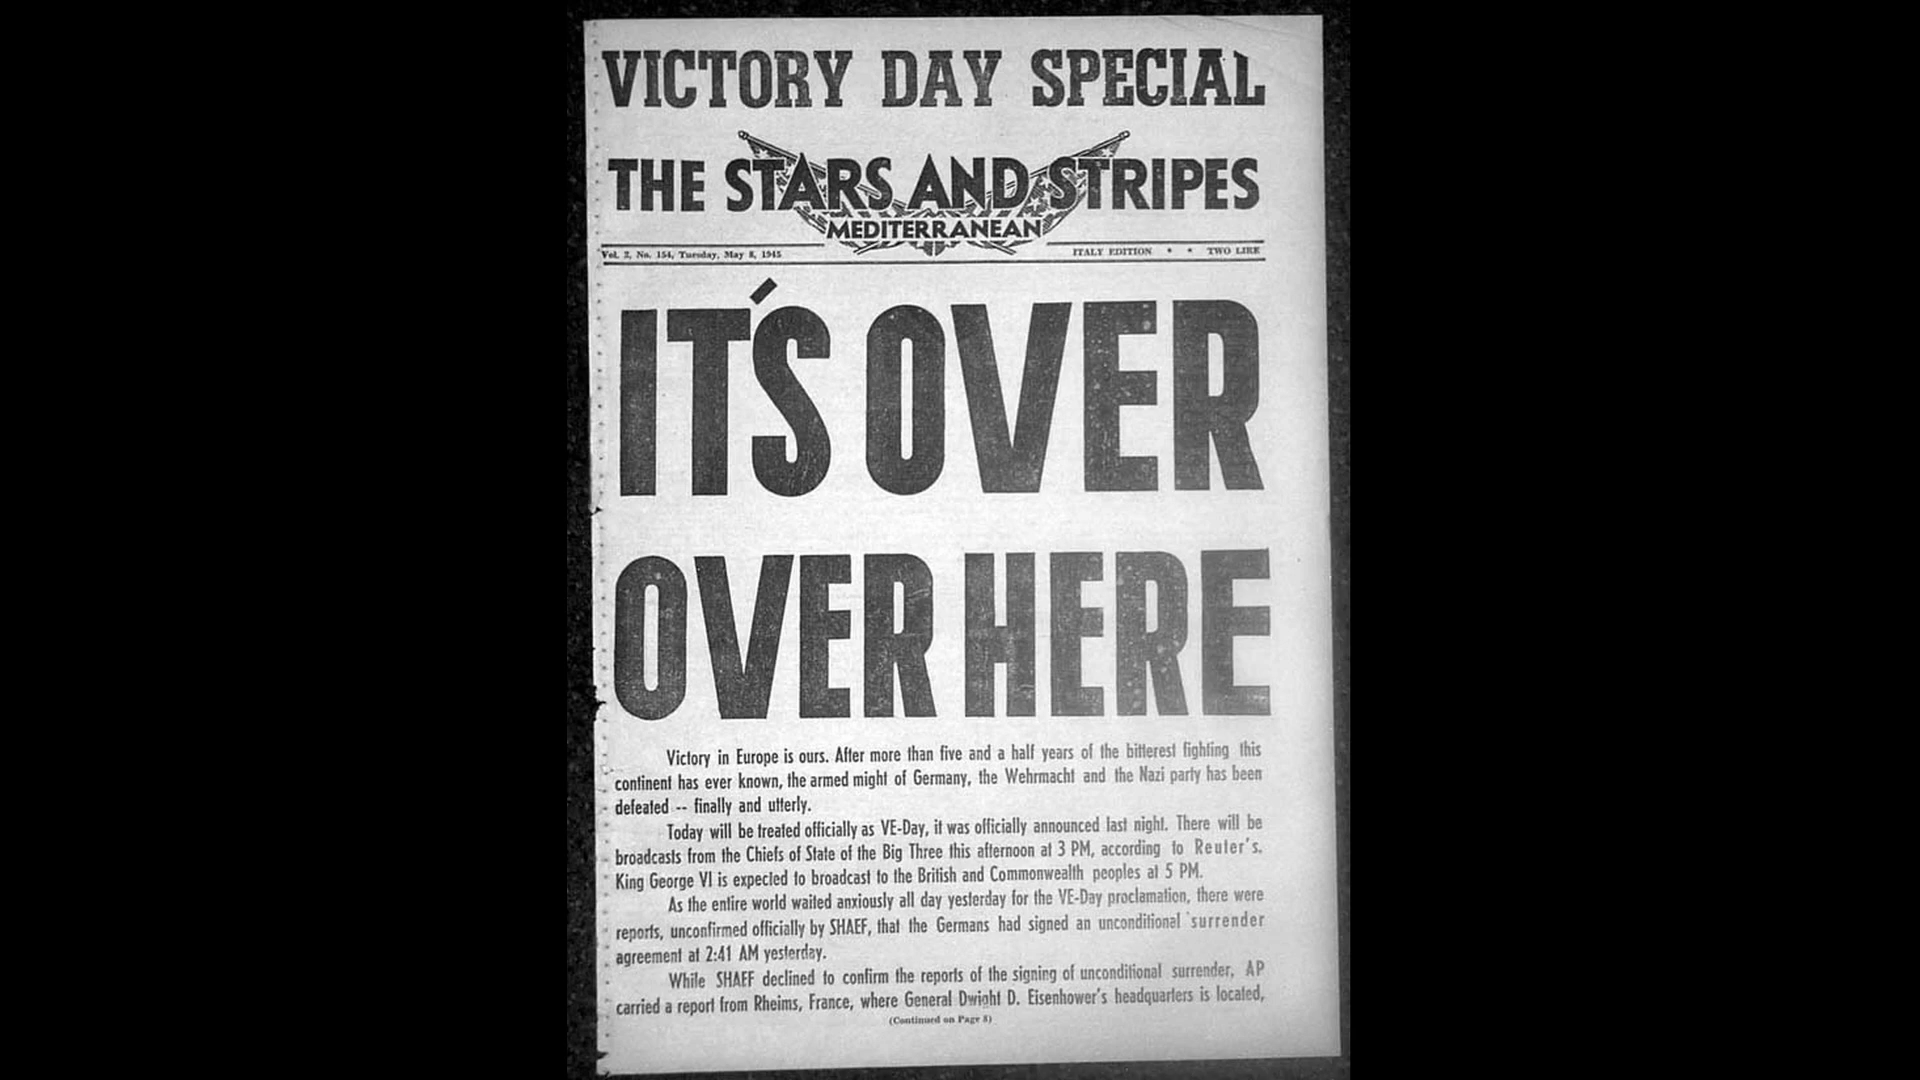 VICTORY DAY SPECIAL
THE STARS AND STRIPES
MEDITERRANEAN
Vol. 2, No. 154, Tuesday, May 8, 1945 ITALY EDITION * * TWO LIRE
IT'S OVER
OVER HERE
Victory in Europe is ours. After more than five and a half years of the bitterest fighting this
continent has ever known, the armed might of Germany, the Wehrmacht and the Nazi party has been
defeated -- finally and utterly.
Today will be treated officially as VE-Day, it was officially announced last night. There will be
broadcasts from the Chiefs of State of the Big Three this afternoon at 3 PM, according to Reuter's.
King George VI is expected to broadcast to the British and Commonwealth peoples at 5 PM.
As the entire world waited anxiously all day yesterday for the VE-Day proclamation, there were
reports, unconfirmed officially by SHAEF, that the Germans had signed an unconditional surrender
agreement at 2:41 AM yesterday.
While SHAEF declined to confirm the reports of the signing of unconditional surrender, AP
carried a report from Rheims, France, where General Dwight D. Eisenhower's headquarters is located,
(Continued on Page 8)